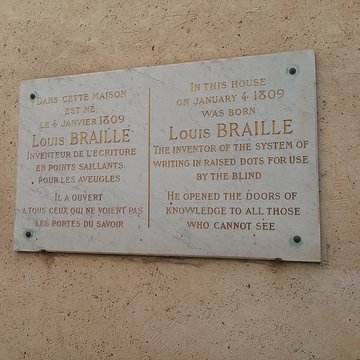 DANS CETTE MAISON
EST NÉ
LE 4 JANVIER 1809
LOUIS BRAILLE
INVENTEUR DE L'ÉCRITURE
EN POINTS SAILLANTS
POUR LES AVEUGLES
IL A OUVERT
A TOUS CEUX QUI NE VOIENT PAS
LES PORTES DU SAVOIR
IN THIS HOUSE
ON JANUARY 4 1809
WAS BORN
LOUIS BRAILLE
THE INVENTOR OF THE SYSTEM OF
WRITING IN RAISED DOTS FOR USE
BY THE BLIND
HE OPENED THE DOORS OF
KNOWLEDGE TO ALL THOSE
WHO CANNOT SEE